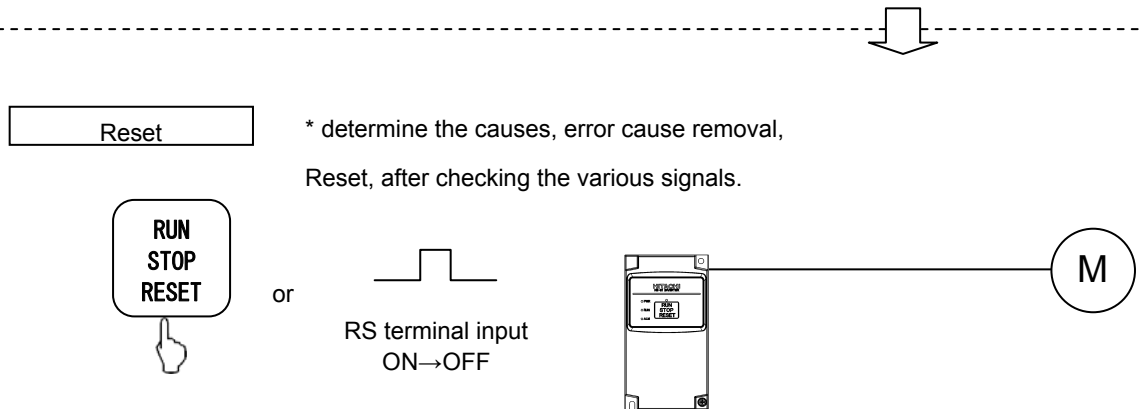 Reset
* determine the causes, error cause removal,
Reset, after checking the various signals.
RUN
STOP
RESET
or
RS terminal input
ON→OFF
HITACHI
RUN
STOP
RESET
M